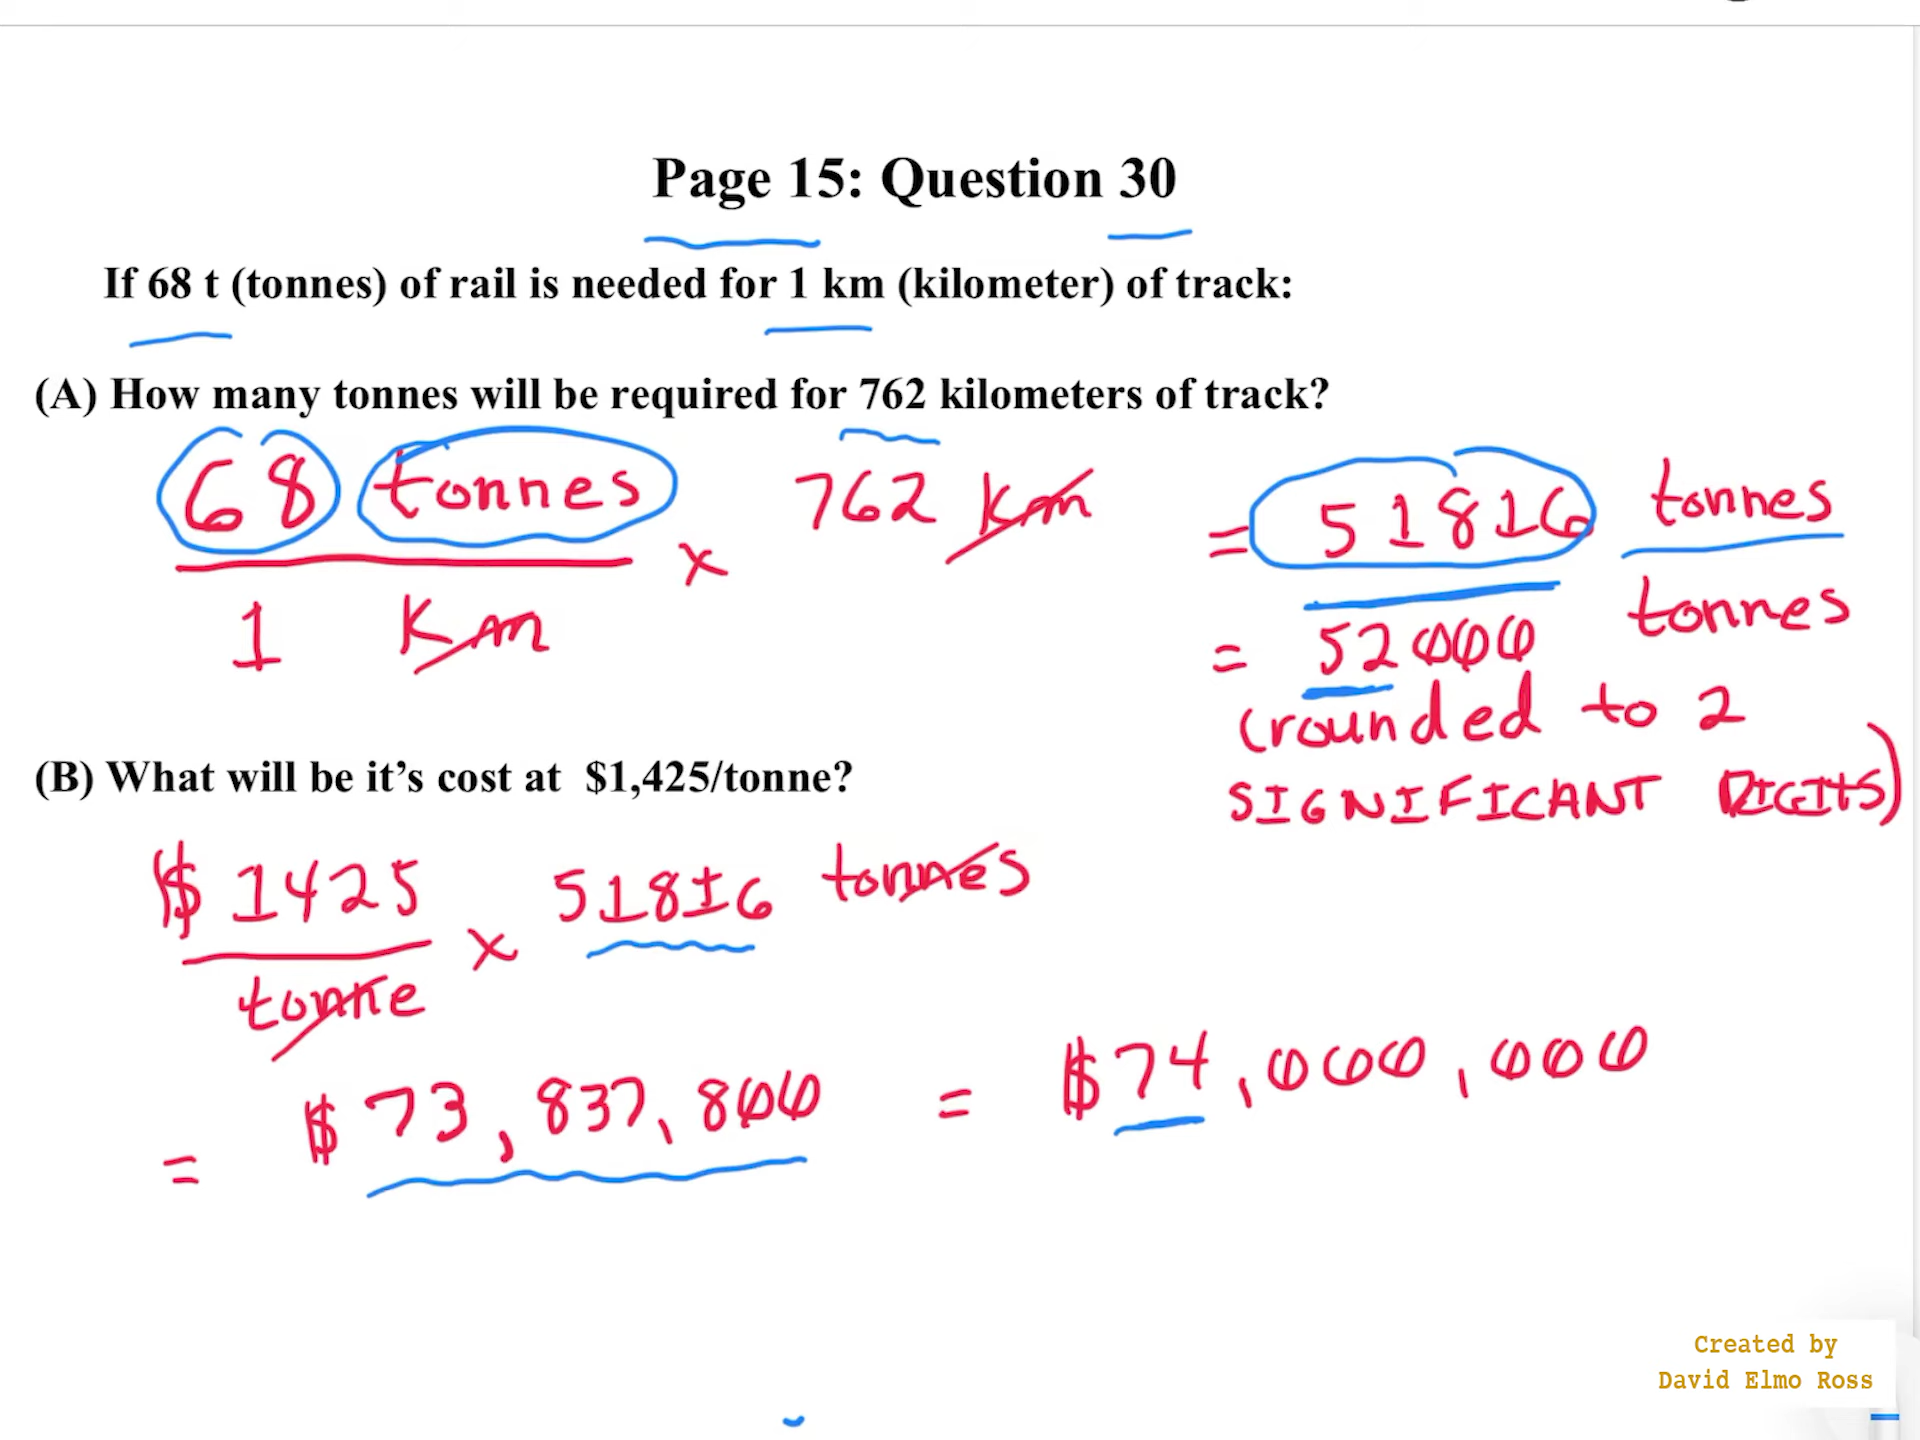 Page 15: Question 30
If 68 t (tonnes) of rail is needed for 1 km (kilometer) of track:
(A) How many tonnes will be required for 762 kilometers of track?
68 tonnes
1 Km
x
762 Km
= 51816 tonnes
= 52000 tonnes
(rounded to 2
SIGNIFICANT DIGITS)
(B) What will be it’s cost at $1,425/tonne?
$ 1425
tonne
x
51816 tonnes
= $ 73,837,800 = $ 74,000,000
Created by
David Elmo Ross